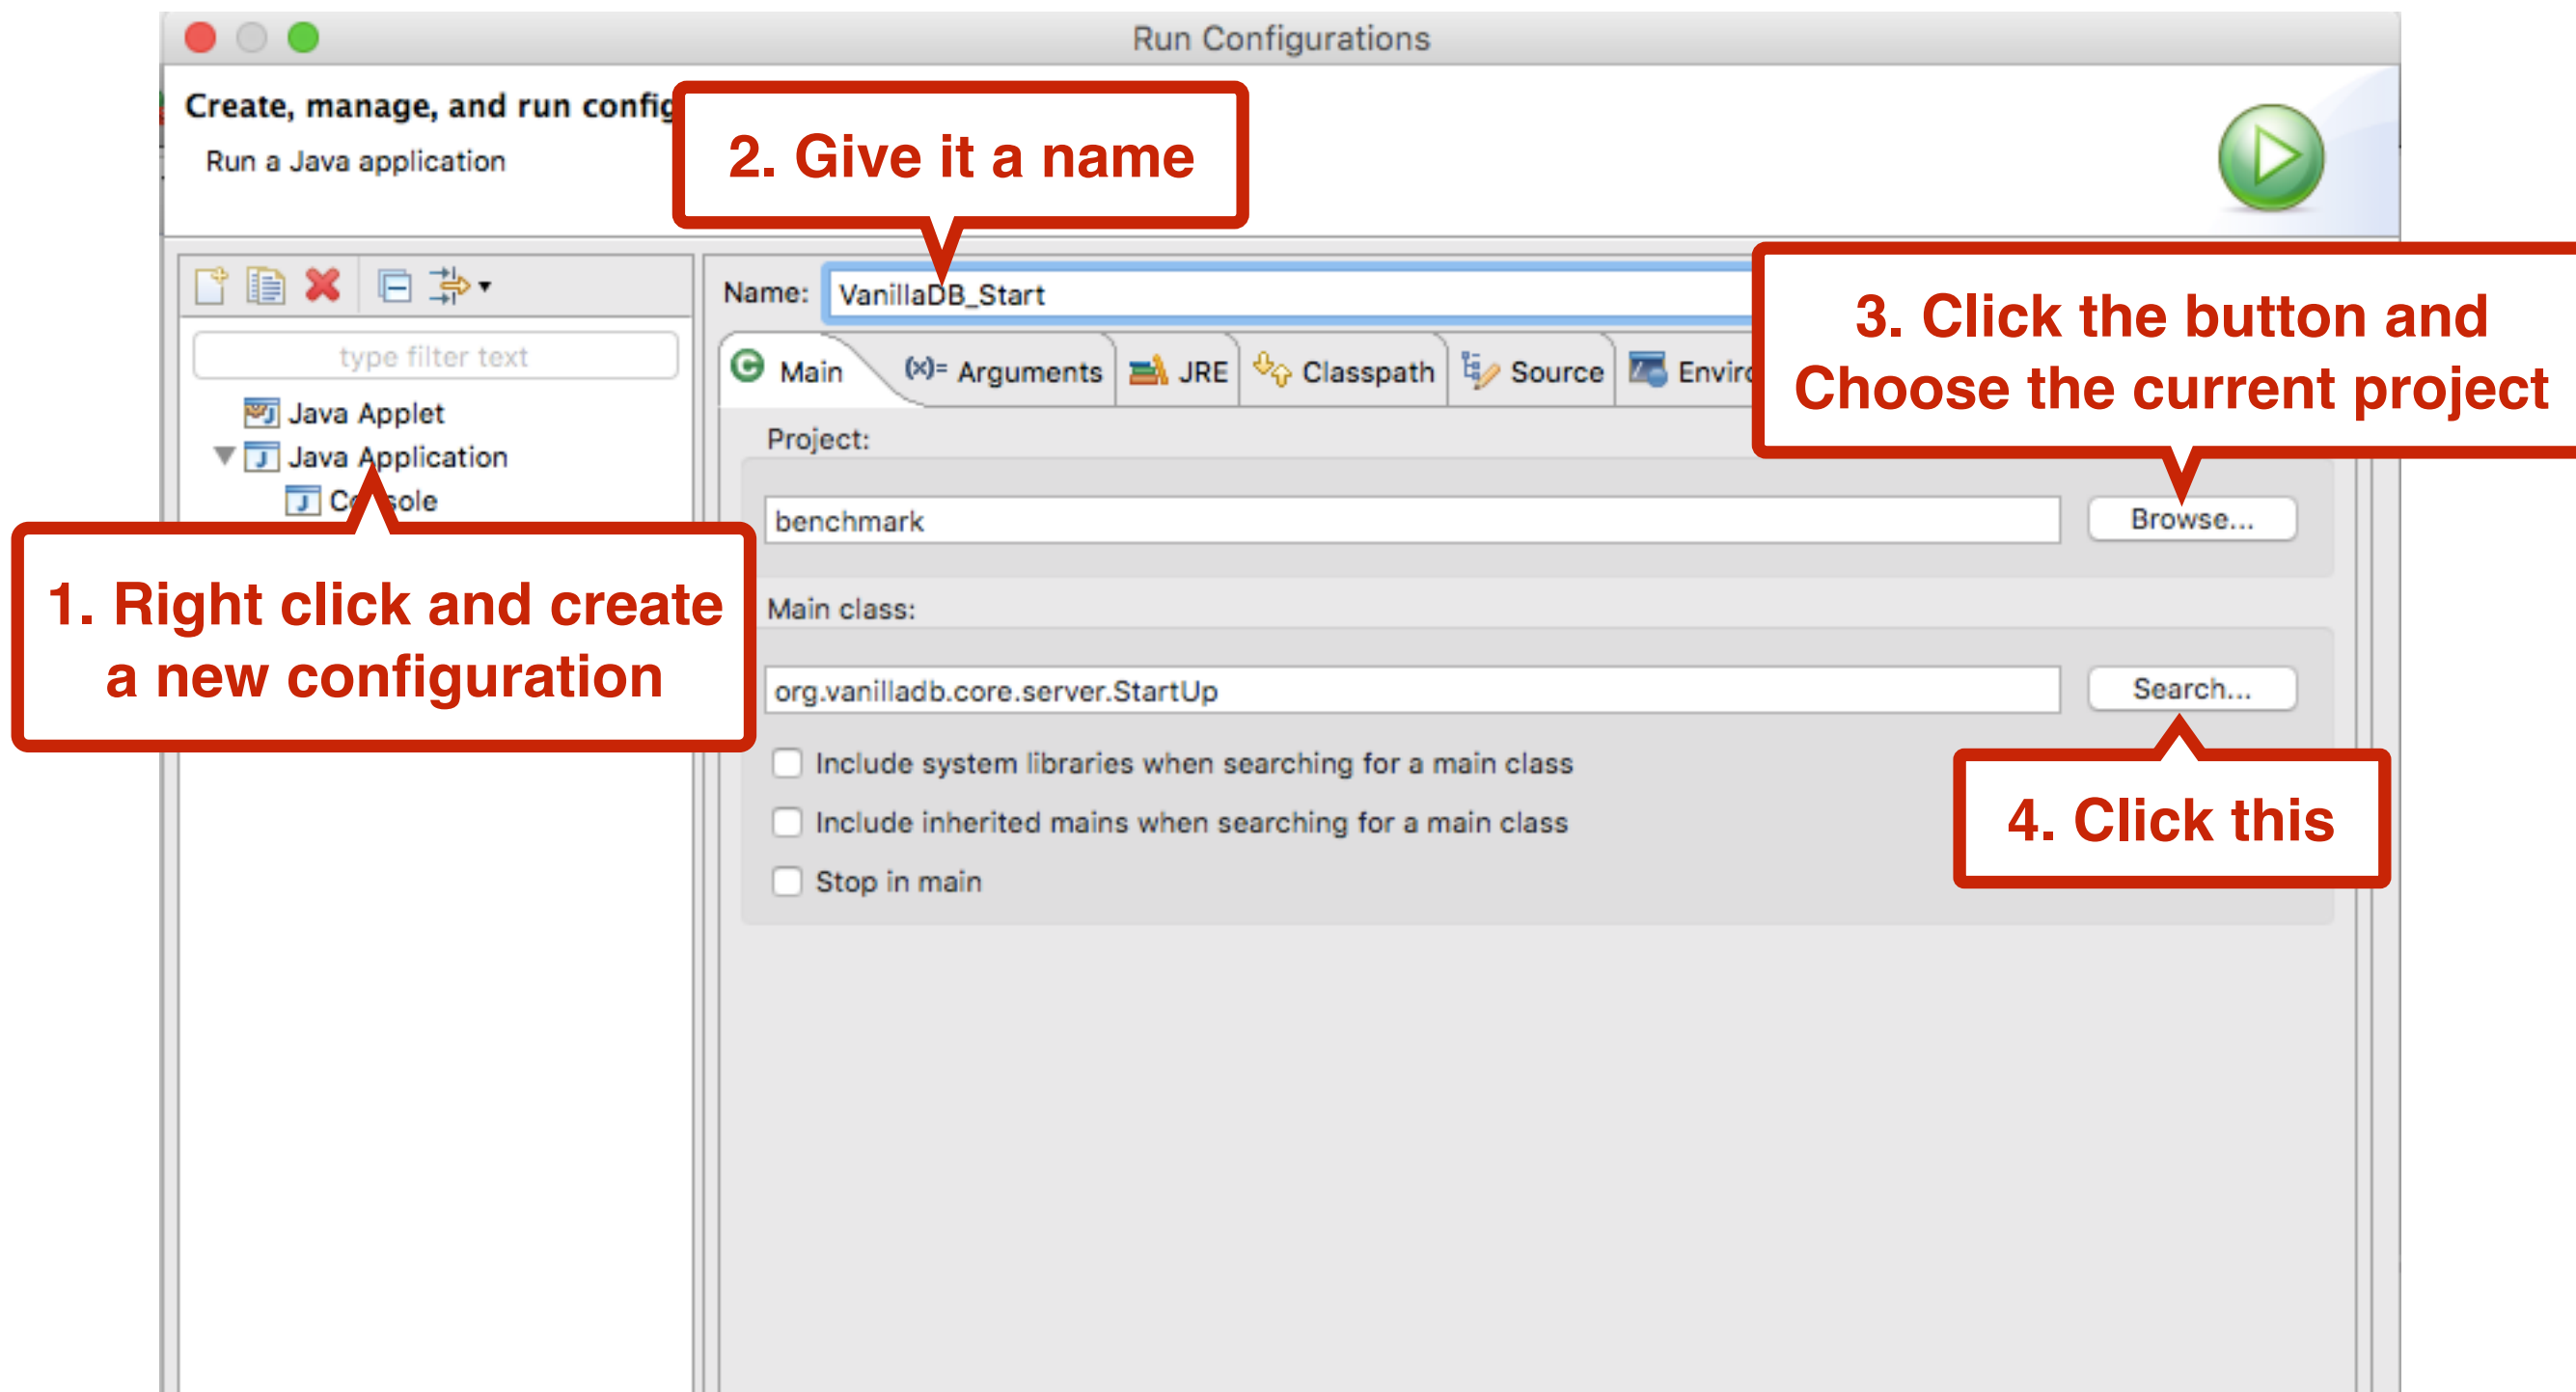 Run Configurations
Create, manage, and run config
Run a Java application
2. Give it a name
Name: VanillaDB_Start
3. Click the button and
Choose the current project
type filter text
Main (x)= Arguments JRE Classpath Source
Java Applet
Java Application
Console
Project:
benchmark Browse...
1. Right click and create
a new configuration
Main class:
org.vanilladb.core.server.StartUp Search...
Include system libraries when searching for a main class
Include inherited mains when searching for a main class
Stop in main
4. Click this